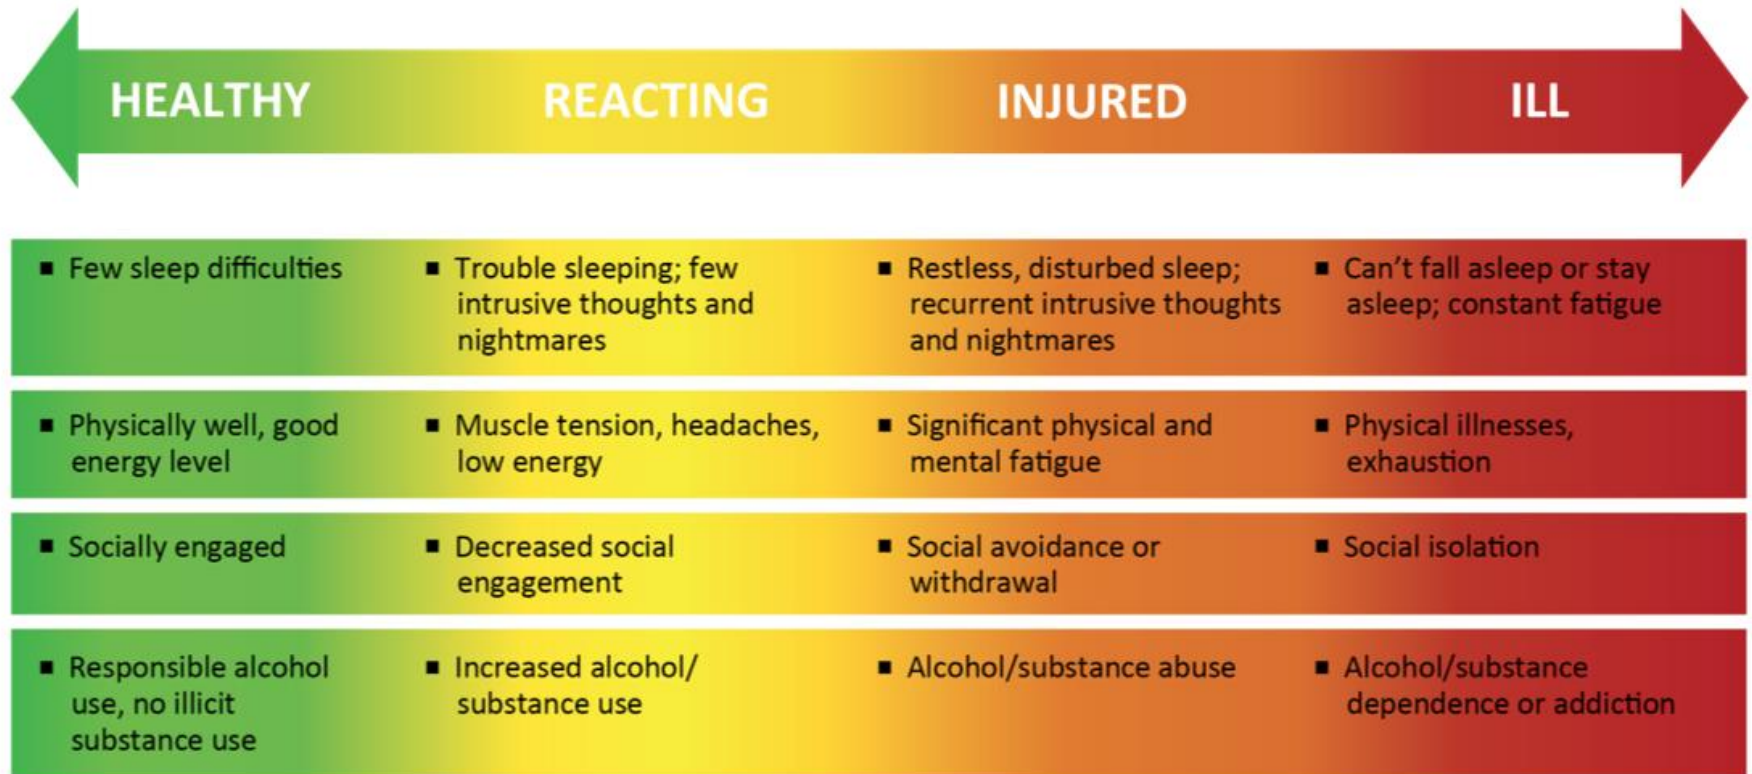 HEALTHY REACTING INJURED ILL
▪ Few sleep difficulties
▪ Trouble sleeping; few
intrusive thoughts and
nightmares
▪ Restless, disturbed sleep;
recurrent intrusive thoughts
and nightmares
▪ Can’t fall asleep or stay
asleep; constant fatigue
▪ Physically well, good
energy level
▪ Muscle tension, headaches,
low energy
▪ Significant physical and
mental fatigue
▪ Physical illnesses,
exhaustion
▪ Socially engaged
▪ Decreased social
engagement
▪ Social avoidance or
withdrawal
▪ Social isolation
▪ Responsible alcohol
use, no illicit
substance use
▪ Increased alcohol/
substance use
▪ Alcohol/substance abuse
▪ Alcohol/substance
dependence or addiction